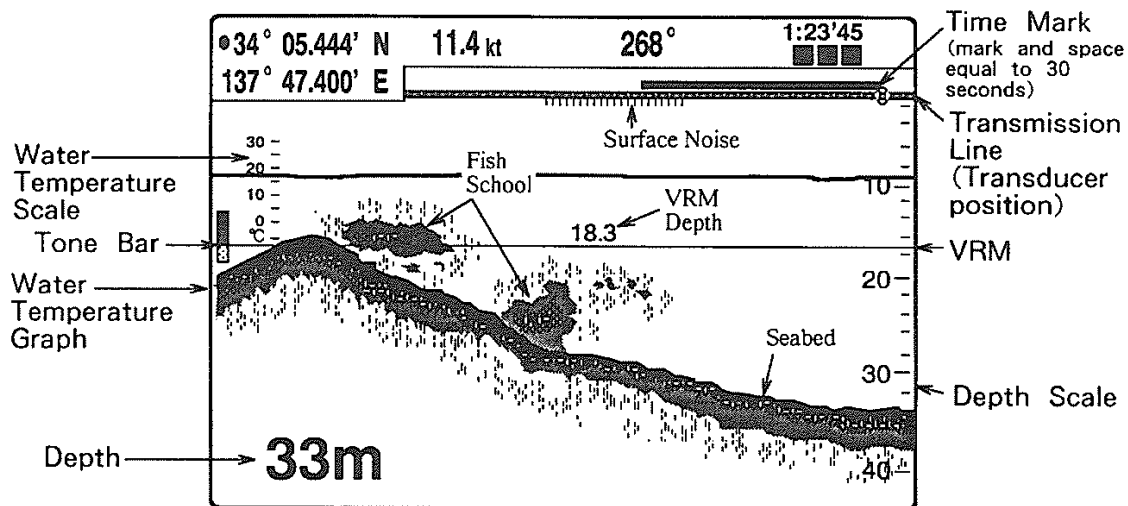 34° 05.444' N 11.4 kt 268° 1:23'45
137° 47.400' E
Time Mark
(mark and space
equal to 30
seconds)
Surface Noise
Transmission
Line
(Transducer
position)
Water
Temperature
Scale
30
20
10
0
°C
Fish
School
VRM
Depth
18.3
10
Tone Bar
VRM
Water
Temperature
Graph
20
Seabed
30
Depth Scale
Depth
33m
40